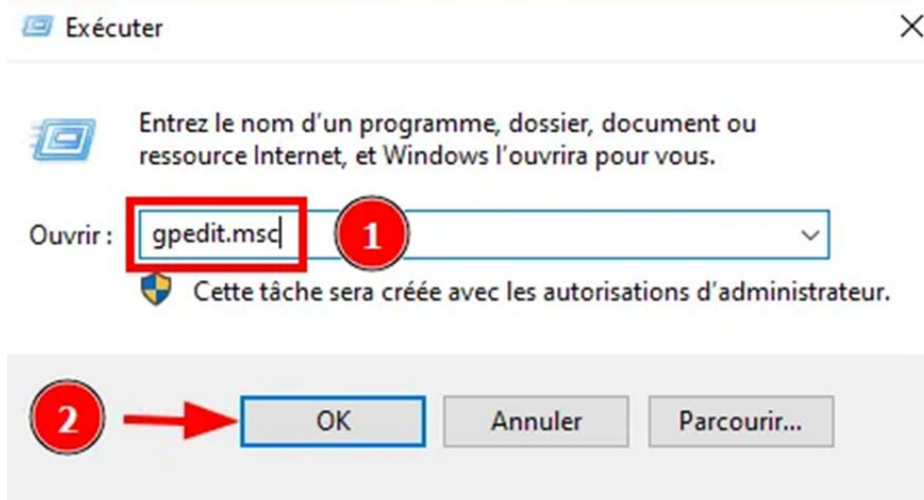 Exécuter
Entrez le nom d’un programme, dossier, document ou
ressource Internet, et Windows l’ouvrira pour vous.
Ouvrir : gpedit.msc 1
Cette tâche sera créée avec les autorisations d’administrateur.
2 OK Annuler Parcourir...